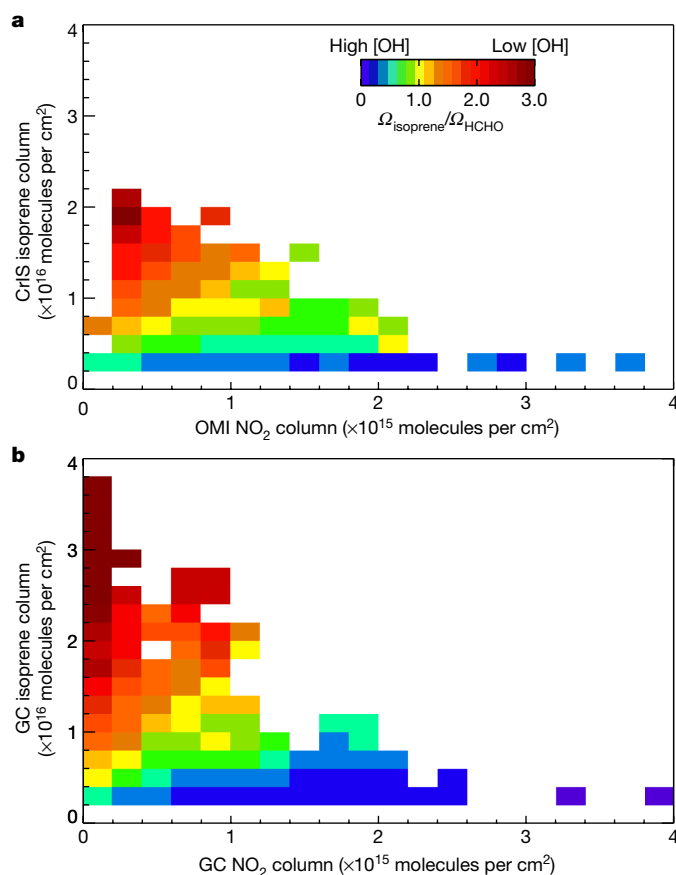 a
High [OH] Low [OH]
0 1.0 2.0 3.0
Ωisoprene/ΩHCHO
4
3
2
1
0
CrIS isoprene column
(×10¹⁶ molecules per cm²)
0 1 2 3 4
OMI NO₂ column (×10¹⁵ molecules per cm²)
b
4
3
2
1
0
GC isoprene column
(×10¹⁶ molecules per cm²)
0 1 2 3 4
GC NO₂ column (×10¹⁵ molecules per cm²)